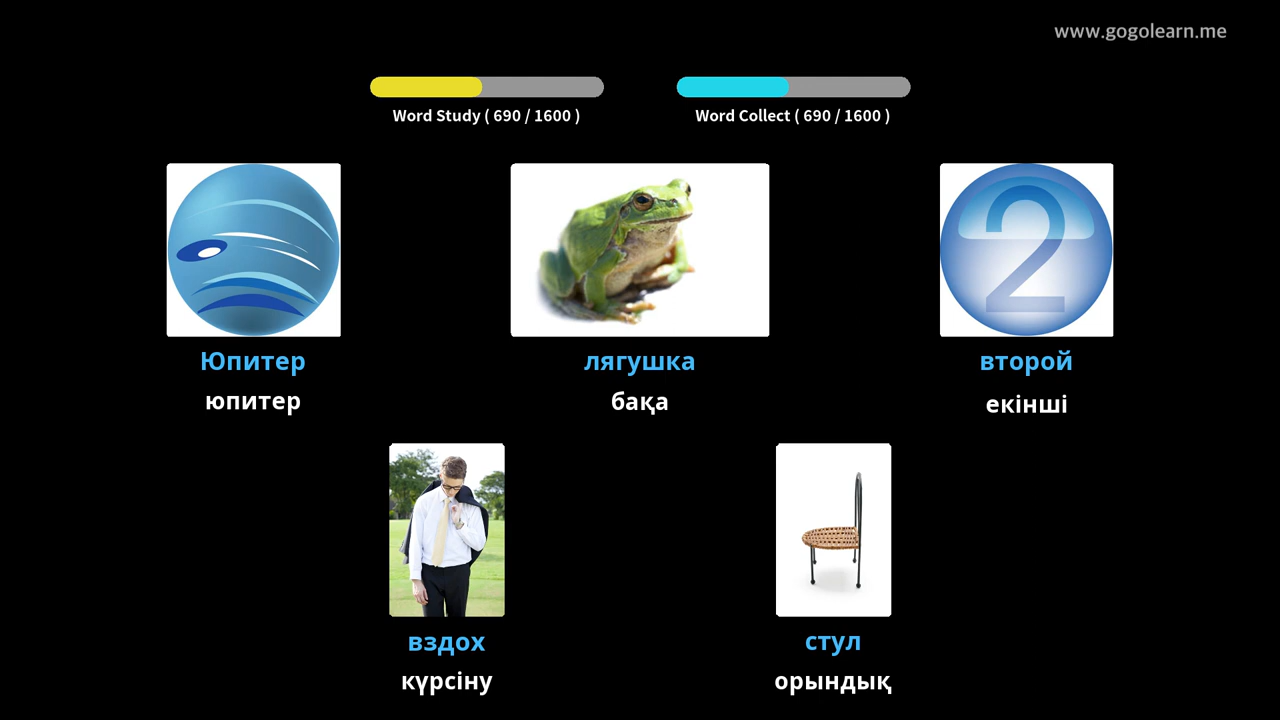 www.gogolearn.me
Word Study ( 690 / 1600 )
Word Collect ( 690 / 1600 )
2
Юпитер
юпитер
лягушка
бақа
второй
екінші
вздох
күрсіну
стул
орындық